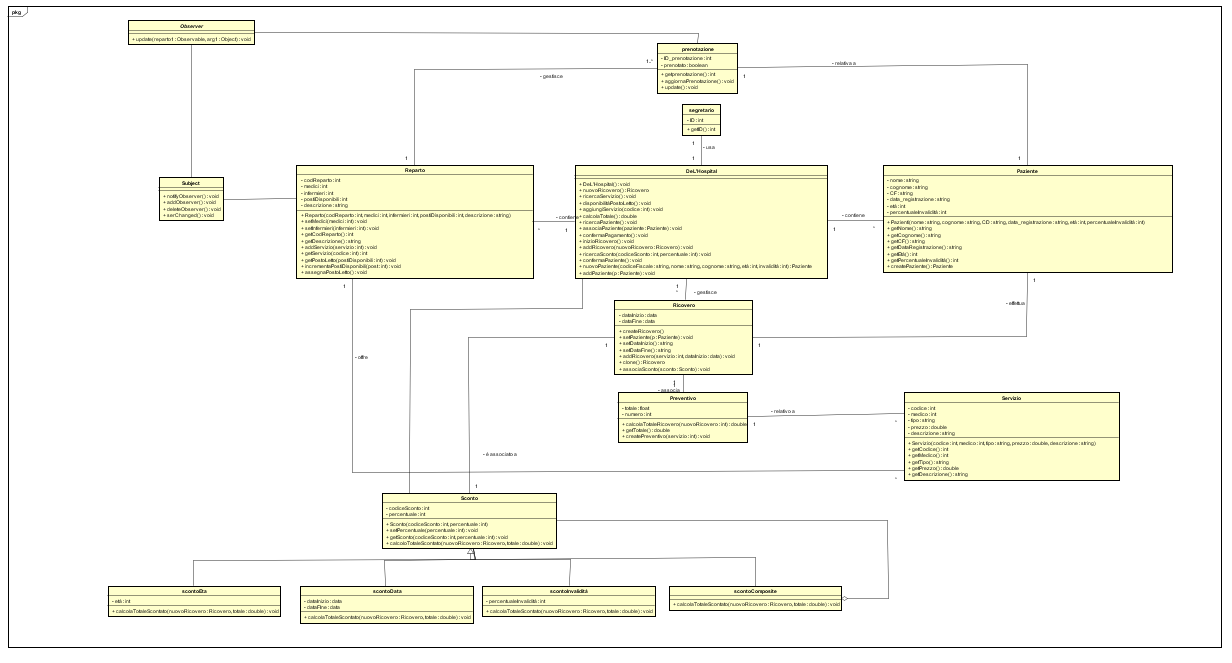 pkg
Observer
+ update(reparto1 : Observable, arg1 : Object) : void
prenotazione
- ID_prenotazione : int
- prenotato : boolean
+ getprenotazione() : int
+ aggiornaPrenotazione() : void
+ update() : void
1..*
- gestisce
1
- relativa a
segretario
- ID : int
+ getID() : int
1
- usa
1
1
1
Subject
+ notifyObserver() : void
+ addObserver() : void
+ deleteObserver() : void
+ serChanged() : void
Reparto
- codReparto : int
- medici : int
- infermieri : int
- postiDisponibili : int
- descrizione : string
+ Reparto(codReparto : int, medici : int, infermieri : int, postiDisponibili : int, descrizione : string)
+ setMedici(medici : int) : void
+ setInfermieri(infermieri : int) : void
+ getCodReparto() : int
+ getDescrizione() : string
+ addServizio(servizio : int) : void
+ getServizio(codice : int) : int
+ getPostoLetto(postiDisponibili : int) : void
+ incrementaPostiDisponibili(post : int) : void
+ assegnaPostoLetto() : void
- contiene
*
1
DeL'Hospital
+ DeL'Hospital() : void
+ nuovoRicovero() : Ricovero
+ ricercaServizio() : void
+ disponibilitàPostoLetto() : void
+ aggiungiServizio(codice : int) : void
+ calcolaTotale() : double
+ ricercaPaziente() : void
+ associaPaziente(paziente : Paziente) : void
+ confermaPagamento() : void
+ inizioRicovero() : void
+ addRicovero(nuovoRicovero : Ricovero) : void
+ ricercaSconto(codiceSconto : int, percentuale : int) : void
+ confermaPaziente() : void
+ nuovoPaziente(codiceFiscale : string, nome : string, cognome : string, età : int, invalidità : int) : Paziente
+ addPaziente(p : Paziente) : void
- contiene
1
*
Paziente
- nome : string
- cognome : string
- CF : string
- data_registrazione : string
- età : int
- percentualeInvalidità : int
+ Pazienti(nome : string, cognome : string, CD : string, data_registrazione : string, età : int, percentualeInvalidità : int)
+ getNome() : string
+ getCognome() : string
+ getCF() : string
+ getDataRegistrazione() : string
+ getEtà() : int
+ getPercentualeInvalidità() : int
+ createPaziente() : Paziente
1
1
*
- gestisce
1
- effettua
Ricovero
- dataInizio : data
- dataFine : data
+ createRicovero()
+ setPaziente(p : Paziente) : void
+ setDataInizio() : string
+ setDataFine() : string
+ addRicovero(servizio : int, dataInizio : data) : void
+ clone() : Ricovero
+ associaSconto(sconto : Sconto) : void
1
1
- offre
1
- associa
Preventivo
- totale : float
- numero : int
+ calcolaTotaleRicovero(nuovoRicovero : int) : double
+ getTotale() : double
+ createPreventivo(servizio : int) : void
- relativo a
1
*
Servizio
- codice : int
- medico : int
- tipo : string
- prezzo : double
- descrizione : string
+ Servizio(codice : int, medico : int, tipo : string, prezzo : double, descrizione : string)
+ getCodice() : int
+ getMedico() : int
+ getTipo() : string
+ getPrezzo() : double
+ getDescrizione() : string
- è associato a
*
1
Sconto
- codiceSconto : int
- percentuale : int
+ Sconto(codiceSconto : int, percentuale : int)
+ setPercentuale(percentuale : int) : void
+ getSconto(codiceSconto : int, percentuale : int) : void
+ calcoloTotaleScontato(nuovoRicovero : Ricovero, totale : double) : void
scontoEta
- età : int
+ calcolaTotaleScontato(nuovoRicovero : Ricovero, totale : double) : void
scontoData
- dataInizio : data
- dataFine : data
+ calcolaTotaleScontato(nuovoRicovero : Ricovero, totale : double) : void
scontoInvalidità
- percentualeInvalidità : int
+ calcolaTotaleScontato(nuovoRicovero : Ricovero, totale : double) : void
scontoComposite
+ calcolaTotaleScontato(nuovoRicovero : Ricovero, totale : double) : void